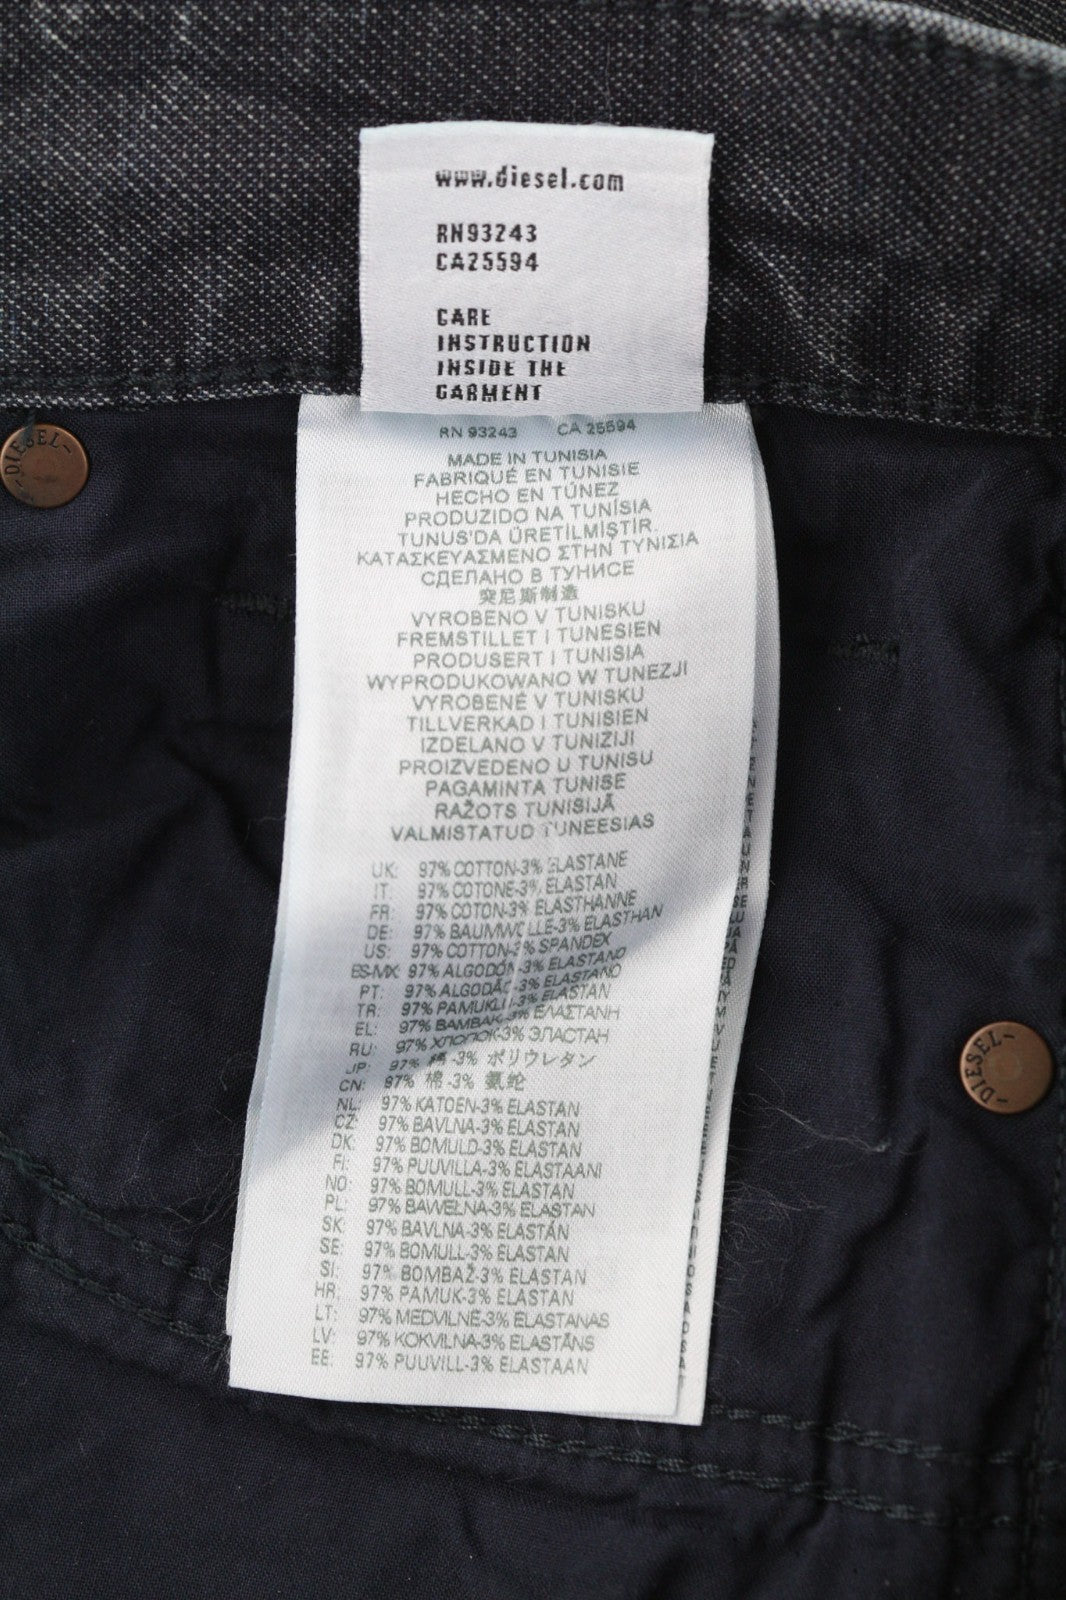 www.diesel.com
RN93243
CA25594
CARE
INSTRUCTION
INSIDE THE
GARMENT
RN 93243 CA 25594
MADE IN TUNISIA
FABRIQUÉ EN TUNISIE
HECHO EN TÚNEZ
PRODUZIDO NA TUNÍSIA
TUNUS'DA ÜRETİLMİŞTİR.
ΚΑΤΑΣΚΕΥΑΣΜΕΝΟ ΣΤΗΝ ΤΥΝΙΣΙΑ
СДЕЛАНО В ТУНИСЕ
突尼斯制造
VYROBENO V TUNISKU
FREMSTILLET I TUNESIEN
PRODUSERT I TUNISIA
WYPRODUKOWANO W TUNEZJI
VYROBENÉ V TUNISKU
TILLVERKAD I TUNISIEN
IZDELANO V TUNIZIJI
PROIZVEDENO U TUNISU
PAGAMINTA TUNISE
RAŽOTS TUNISIJĀ
VALMISTATUD TUNEESIAS
UK: 97% COTTON-3% ELASTANE
IT: 97% COTONE-3% ELASTAN
FR: 97% COTON-3% ELASTHANNE
DE: 97% BAUMWOLLE-3% ELASTHAN
US: 97% COTTON-3% SPANDEX
ES-MX: 97% ALGODÓN-3% ELASTANO
PT: 97% ALGODÃO-3% ELASTANO
TR: 97% PAMUKLU-3% ELASTAN
EL: 97% ΒΑΜΒΑΚ-3% ΕΛΑΣΤΑΝΗ
RU: 97% ХЛОПОК-3% ЭЛАСТАН
JP: 97% 綿 -3% ポリウレタン
CN: 97% 棉 -3% 氨纶
NL: 97% KATOEN-3% ELASTAN
CZ: 97% BAVLNA-3% ELASTAN
DK: 97% BOMULD-3% ELASTAN
FI: 97% PUUVILLA-3% ELASTAANI
NO: 97% BOMULL-3% ELASTAN
PL: 97% BAWEŁNA-3% ELASTAN
SK: 97% BAVLNA-3% ELASTÁN
SE: 97% BOMULL-3% ELASTAN
SI: 97% BOMBAŽ-3% ELASTAN
HR: 97% PAMUK-3% ELASTAN
LT: 97% MEDVILNĖ-3% ELASTANAS
LV: 97% KOKVILNA-3% ELASTĀNS
EE: 97% PUUVILL-3% ELASTAAN
-DIESEL-
-DIESEL-